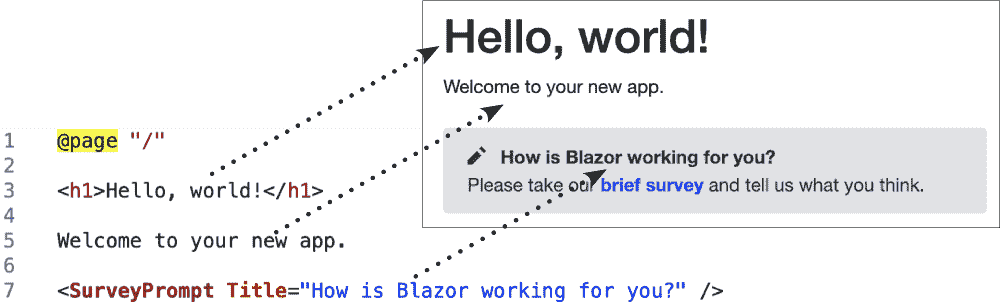 Hello, world!
Welcome to your new app.
How is Blazor working for you?
Please take our brief survey and tell us what you think.
1 @page "/"
2
3 <h1>Hello, world!</h1>
4
5 Welcome to your new app.
6
7 <SurveyPrompt Title="How is Blazor working for you?" />